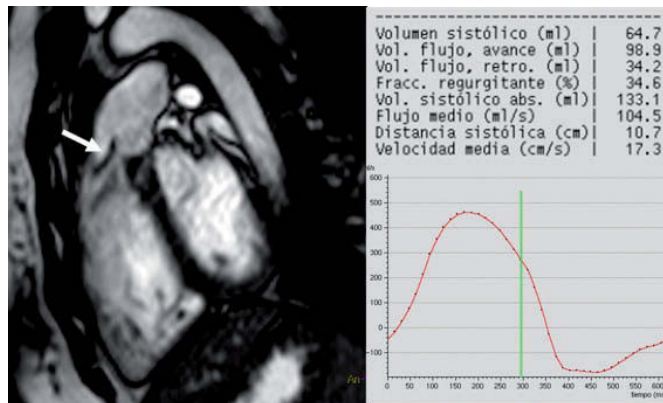 Volumen sistólico (ml) | 64.7
Vol. flujo, avance (ml) | 98.9
Vol. flujo, retro. (ml) | 34.2
Fracc. regurgitante (%) | 34.6
Vol. sistólico abs. (ml)| 133.1
Flujo medio (ml/s) | 104.5
Distancia sistólica (cm)| 10.7
Velocidad media (cm/s) | 17.3
600
500
400
300
200
100
0
-100
0 50 100 150 200 250 300 350 400 450 500 550 600
tiempo (m
An